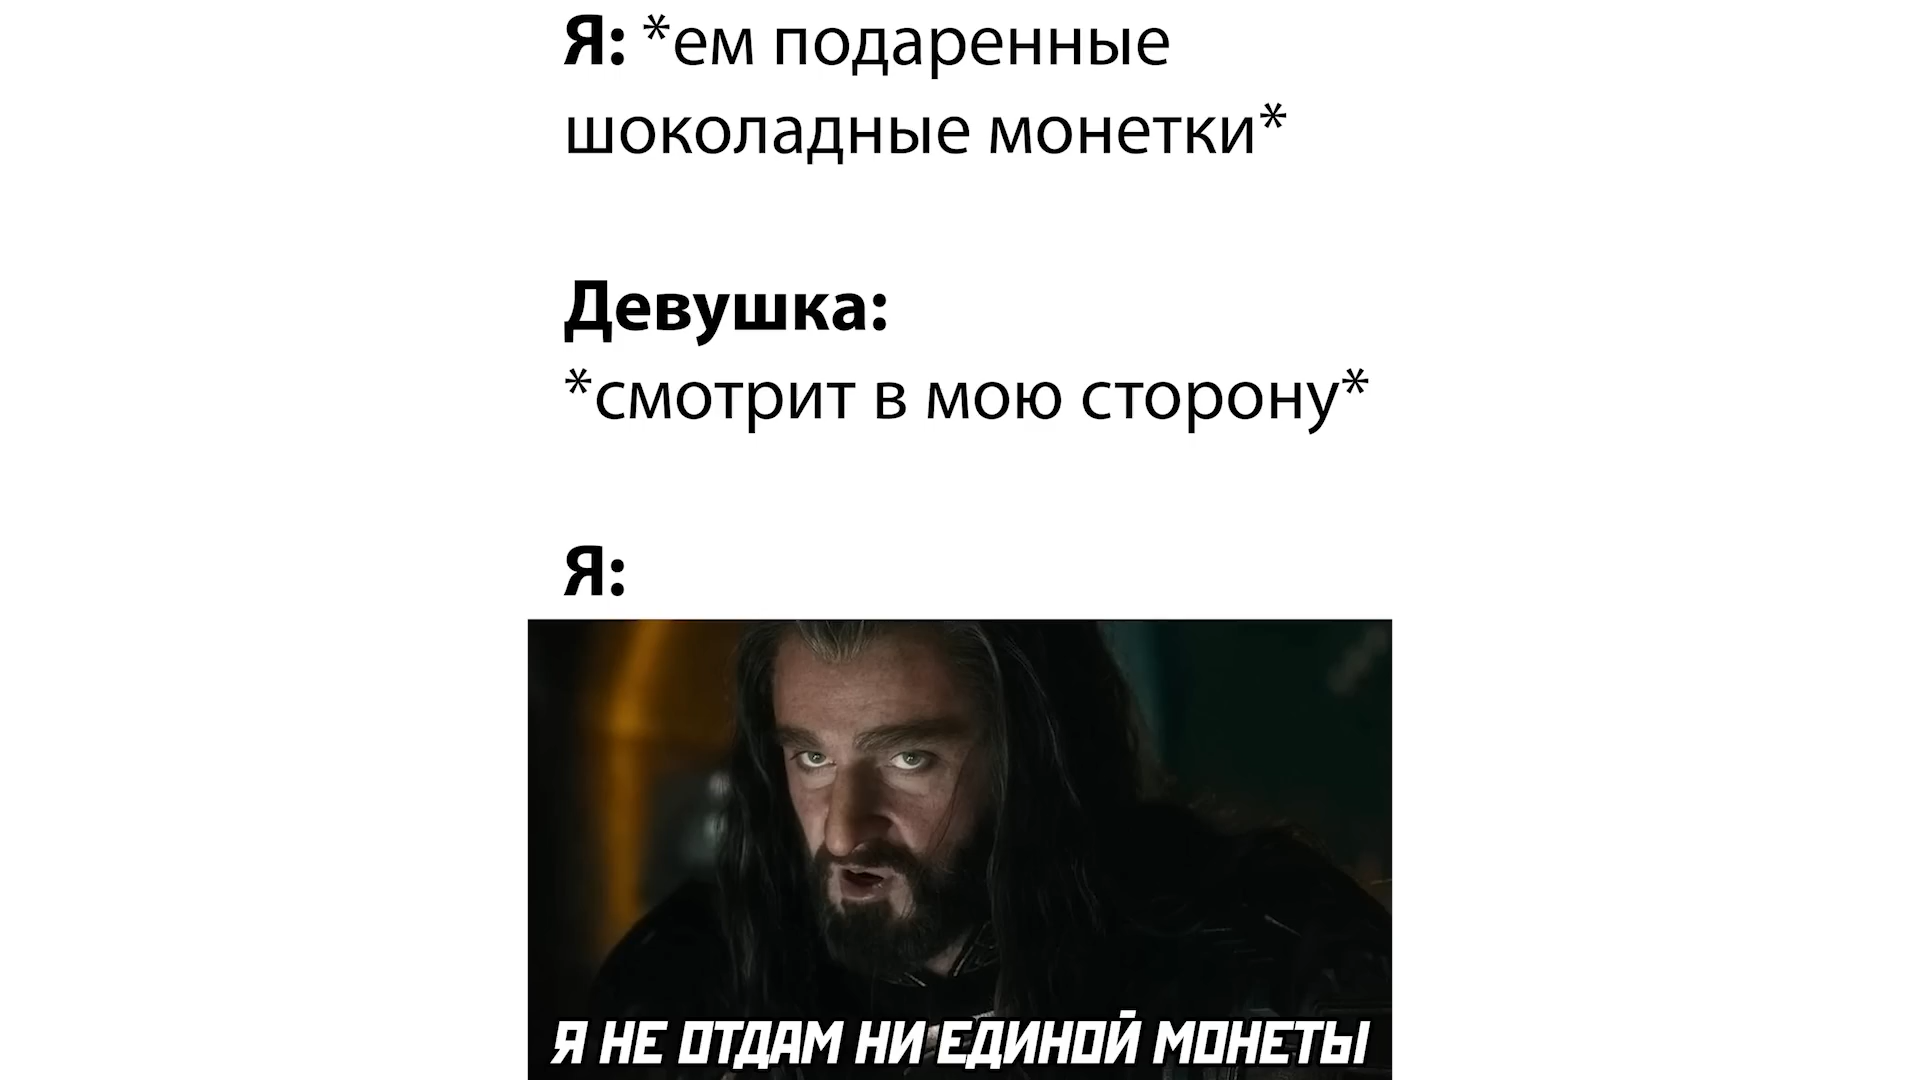 Я: *ем подаренные
шоколадные монетки*
Девушка:
*смотрит в мою сторону*
Я:
Я НЕ ОТДАМ НИ ЕДИНОЙ МОНЕТЫ